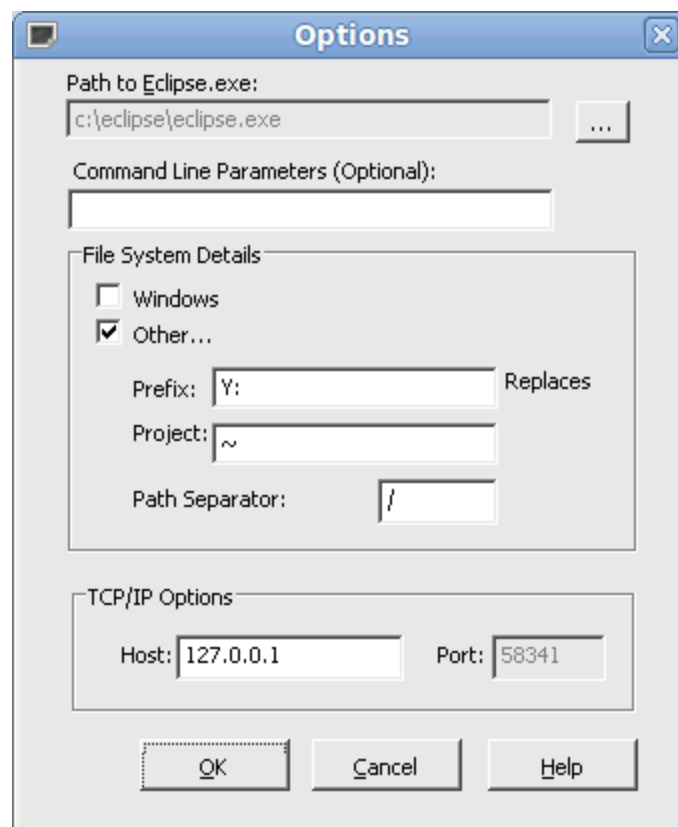 Options
Path to Eclipse.exe:
c:\eclipse\eclipse.exe
...
Command Line Parameters (Optional):
File System Details
Windows
Other...
Prefix: Y: Replaces
Project: ~
Path Separator: /
TCP/IP Options
Host: 127.0.0.1 Port: 58341
OK Cancel Help